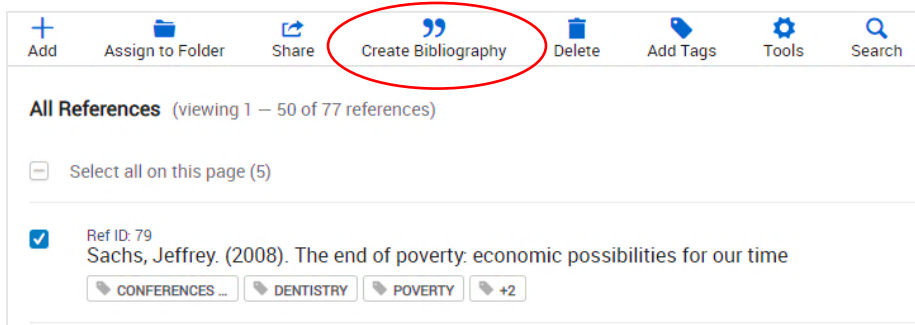 Add Assign to Folder Share Create Bibliography Delete Add Tags Tools Search
All References (viewing 1 — 50 of 77 references)
Select all on this page (5)
Ref ID: 79
Sachs, Jeffrey. (2008). The end of poverty: economic possibilities for our time
CONFERENCES ... DENTISTRY POVERTY +2